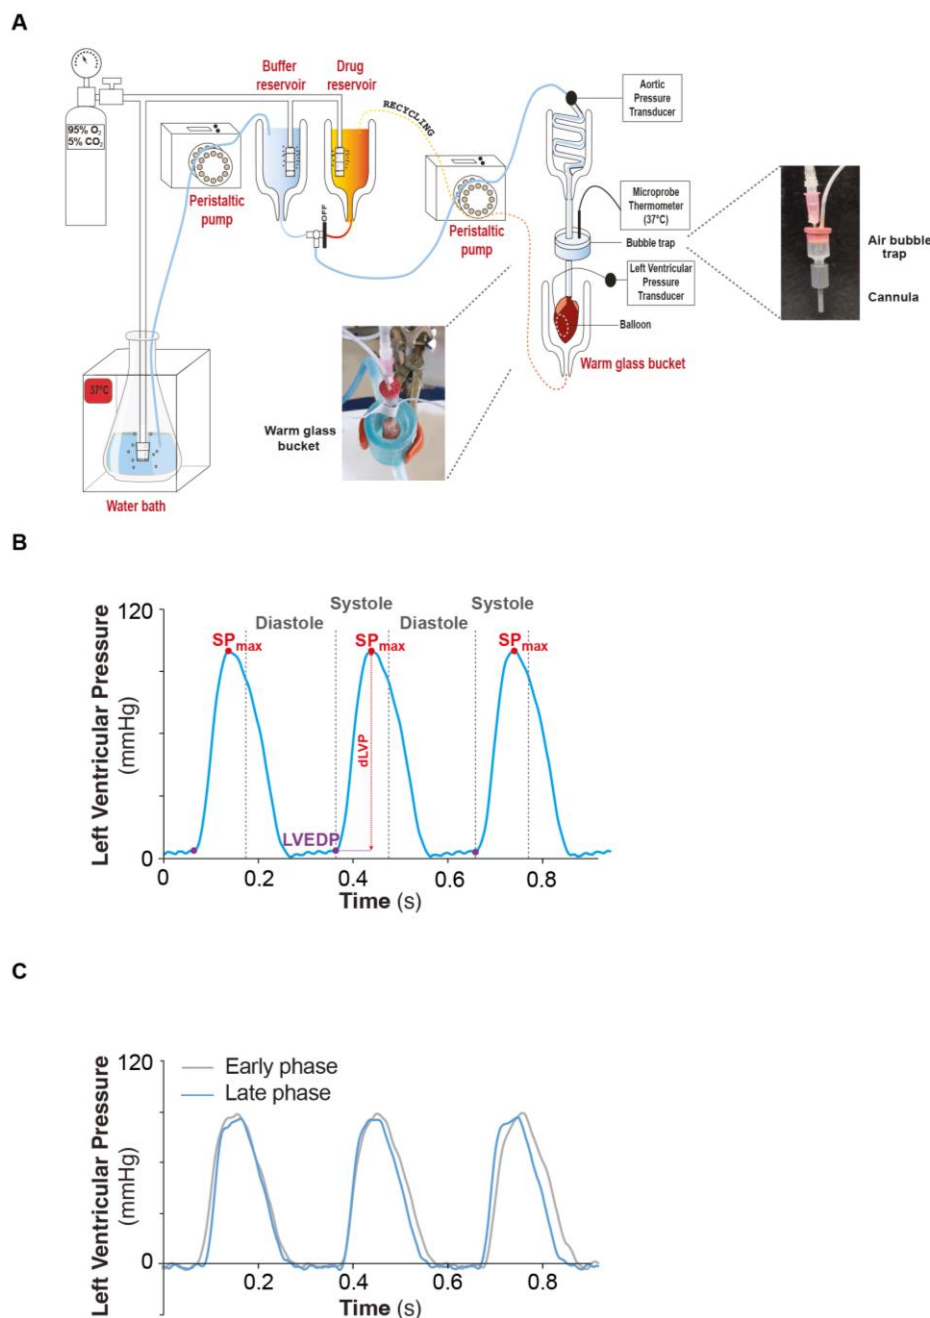 A
95% O2
5% CO2
Buffer
reservoir
Drug
reservoir
RECYCLING
Peristaltic
pump
OFF
Peristaltic
pump
Aortic
Pressure
Transducer
Microprobe
Thermometer
(37°C)
Bubble trap
Left Ventricular
Pressure
Transducer
Balloon
Warm glass bucket
Air bubble
trap
Cannula
Warm glass
bucket
37°C
Water bath
B
Left Ventricular Pressure
(mmHg)
120
0
Systole
Systole
Diastole
Diastole
SPmax
SPmax
SPmax
dLVP
LVEDP
0
0.2
0.4
0.6
0.8
Time (s)
C
Left Ventricular Pressure
(mmHg)
120
0
Early phase
Late phase
0.2
0.4
0.6
0.8
Time (s)